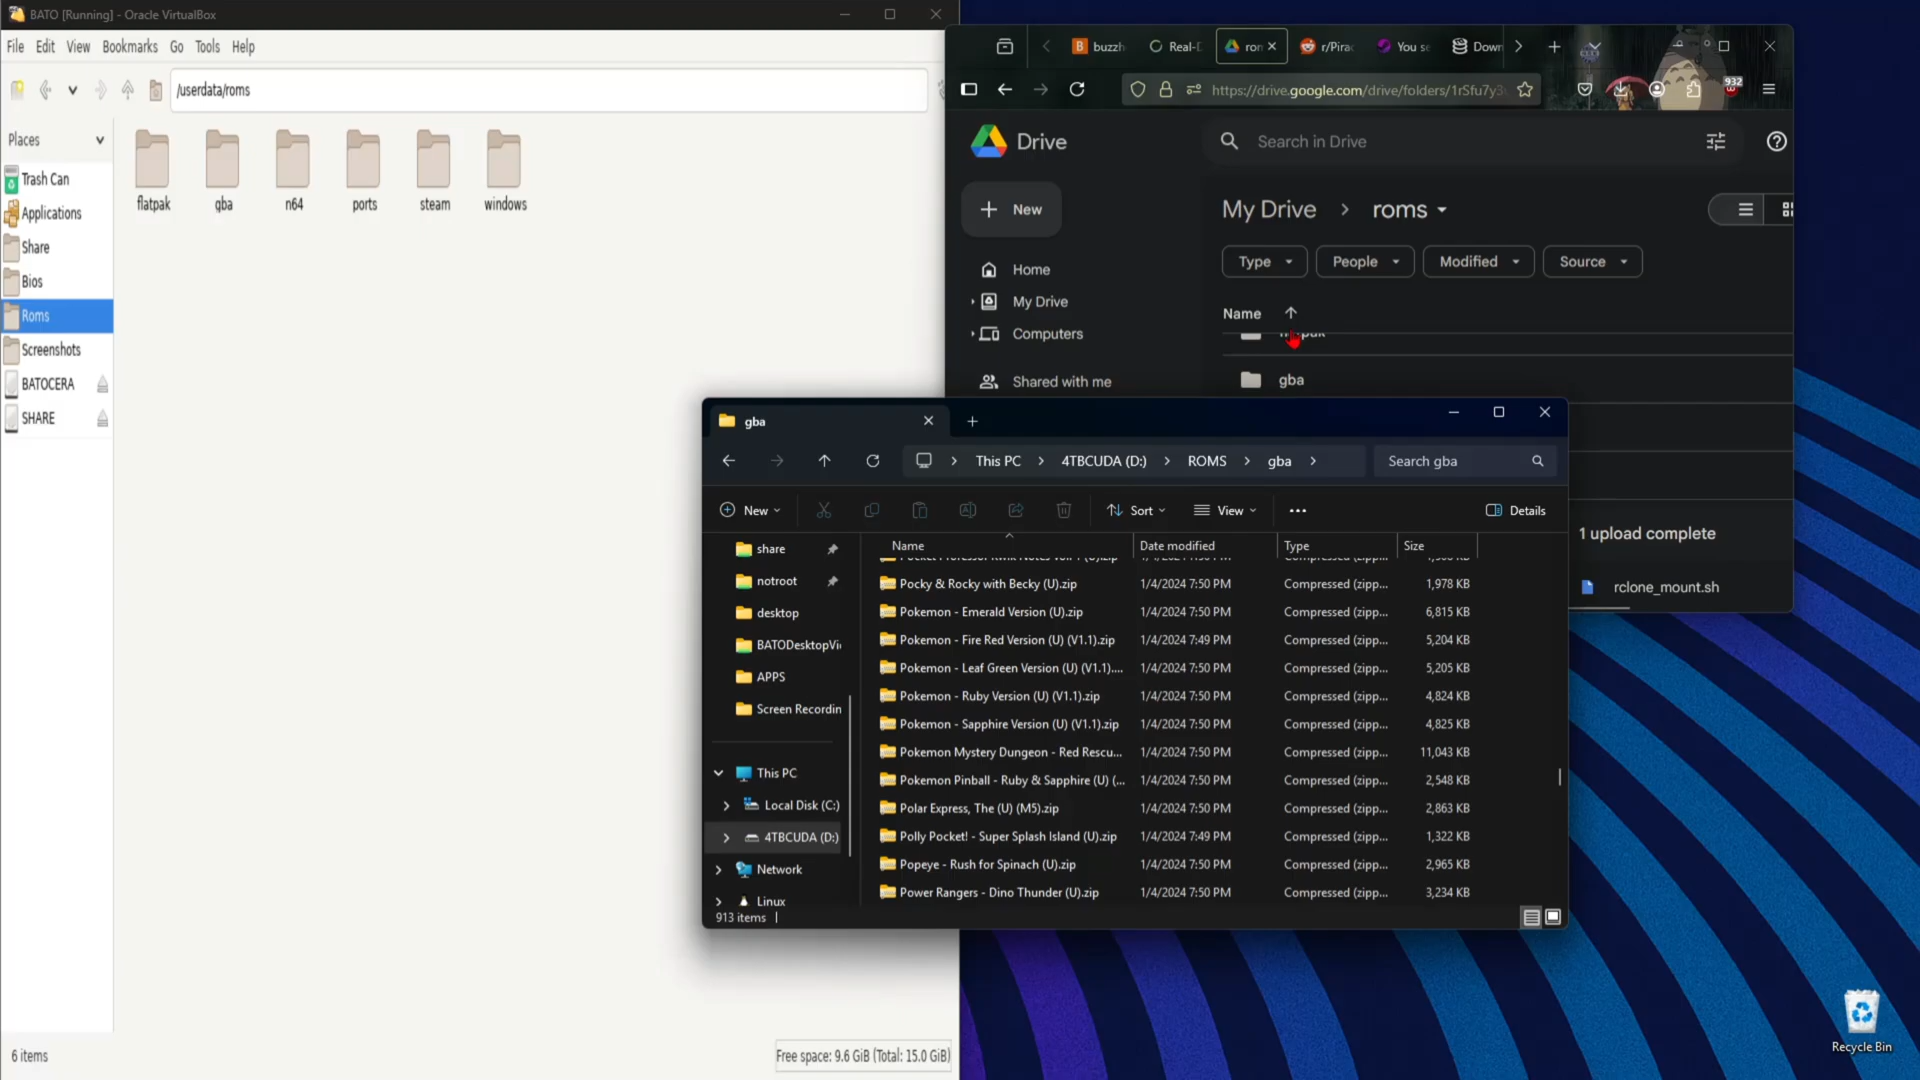 BATO [Running] - Oracle VirtualBox
File Edit View Bookmarks Go Tools Help
/userdata/roms
Places
Trash Can
Applications
Share
Bios
Roms
Screenshots
BATOCERA
SHARE
flatpak gba n64 ports steam windows
6 items
Free space: 9.6 GiB (Total: 15.0 GiB)
buzzh
Real-
ron
r/Pira
You se
Down
https://drive.google.com/drive/folders/1rSfu7y3
932
Drive
Search in Drive
New
My Drive > roms
Type People Modified Source
Home
My Drive
Computers
Shared with me
Name
gba
1 upload complete
rclone_mount.sh
gba
This PC > 4TBCUDA (D:) > ROMS > gba >
Search gba
New
Sort
View
Details
share
notroot
desktop
BATODesktopVi
APPS
Screen Recordin
This PC
Local Disk (C:)
4TBCUDA (D:)
Network
Linux
Name Date modified Type Size
Pocky & Rocky with Becky (U).zip 1/4/2024 7:50 PM Compressed (zipp... 1,978 KB
Pokemon - Emerald Version (U).zip 1/4/2024 7:50 PM Compressed (zipp... 6,815 KB
Pokemon - Fire Red Version (U) (V1.1).zip 1/4/2024 7:49 PM Compressed (zipp... 5,204 KB
Pokemon - Leaf Green Version (U) (V1.1).... 1/4/2024 7:50 PM Compressed (zipp... 5,205 KB
Pokemon - Ruby Version (U) (V1.1).zip 1/4/2024 7:50 PM Compressed (zipp... 4,824 KB
Pokemon - Sapphire Version (U) (V1.1).zip 1/4/2024 7:50 PM Compressed (zipp... 4,825 KB
Pokemon Mystery Dungeon - Red Rescu... 1/4/2024 7:50 PM Compressed (zipp... 11,043 KB
Pokemon Pinball - Ruby & Sapphire (U) (... 1/4/2024 7:50 PM Compressed (zipp... 2,548 KB
Polar Express, The (U) (M5).zip 1/4/2024 7:50 PM Compressed (zipp... 2,863 KB
Polly Pocket! - Super Splash Island (U).zip 1/4/2024 7:49 PM Compressed (zipp... 1,322 KB
Popeye - Rush for Spinach (U).zip 1/4/2024 7:50 PM Compressed (zipp... 2,965 KB
Power Rangers - Dino Thunder (U).zip 1/4/2024 7:50 PM Compressed (zipp... 3,234 KB
913 items
Recycle Bin